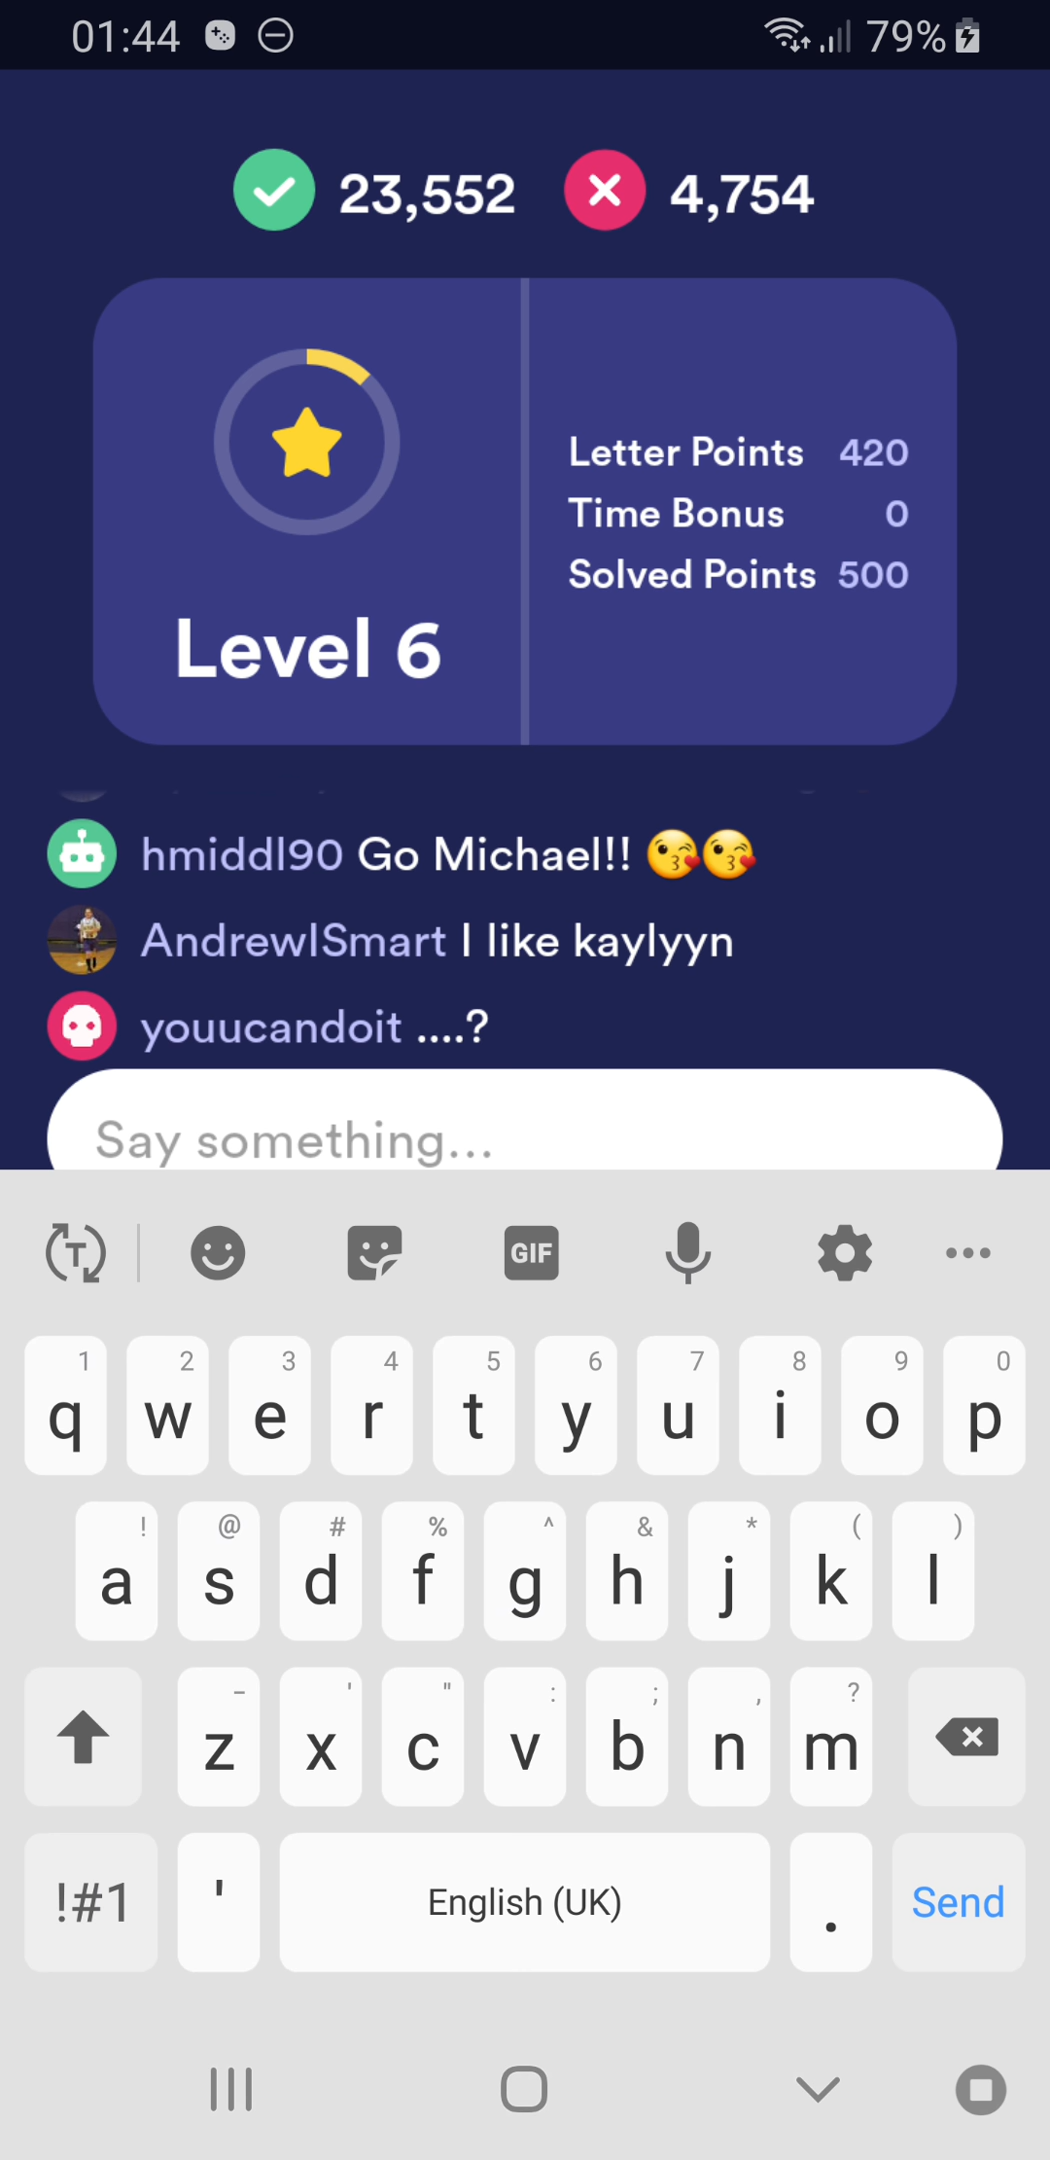 01:44 79%
23,552 4,754
Letter Points 420
Time Bonus 0
Solved Points 500
Level 6
hmiddl90 Go Michael!! 😘😘
AndrewISmart I like kaylyyn
youucandoit ....?
Say something...
T GIF ...
1 2 3 4 5 6 7 8 9 0
q w e r t y u i o p
! @ # % ^ & * ( )
a s d f g h j k l
- ' " : ; , ?
z x c v b n m
!#1 ' English (UK) . Send